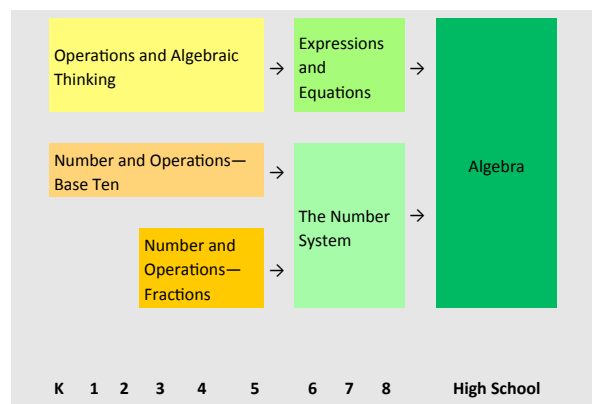 Operations and Algebraic
Thinking
→
Expressions
and
Equations
→
Number and Operations—
Base Ten
→
Number and
Operations—
Fractions
→
The Number
System
→
Algebra
K 1 2 3 4 5 6 7 8 High School